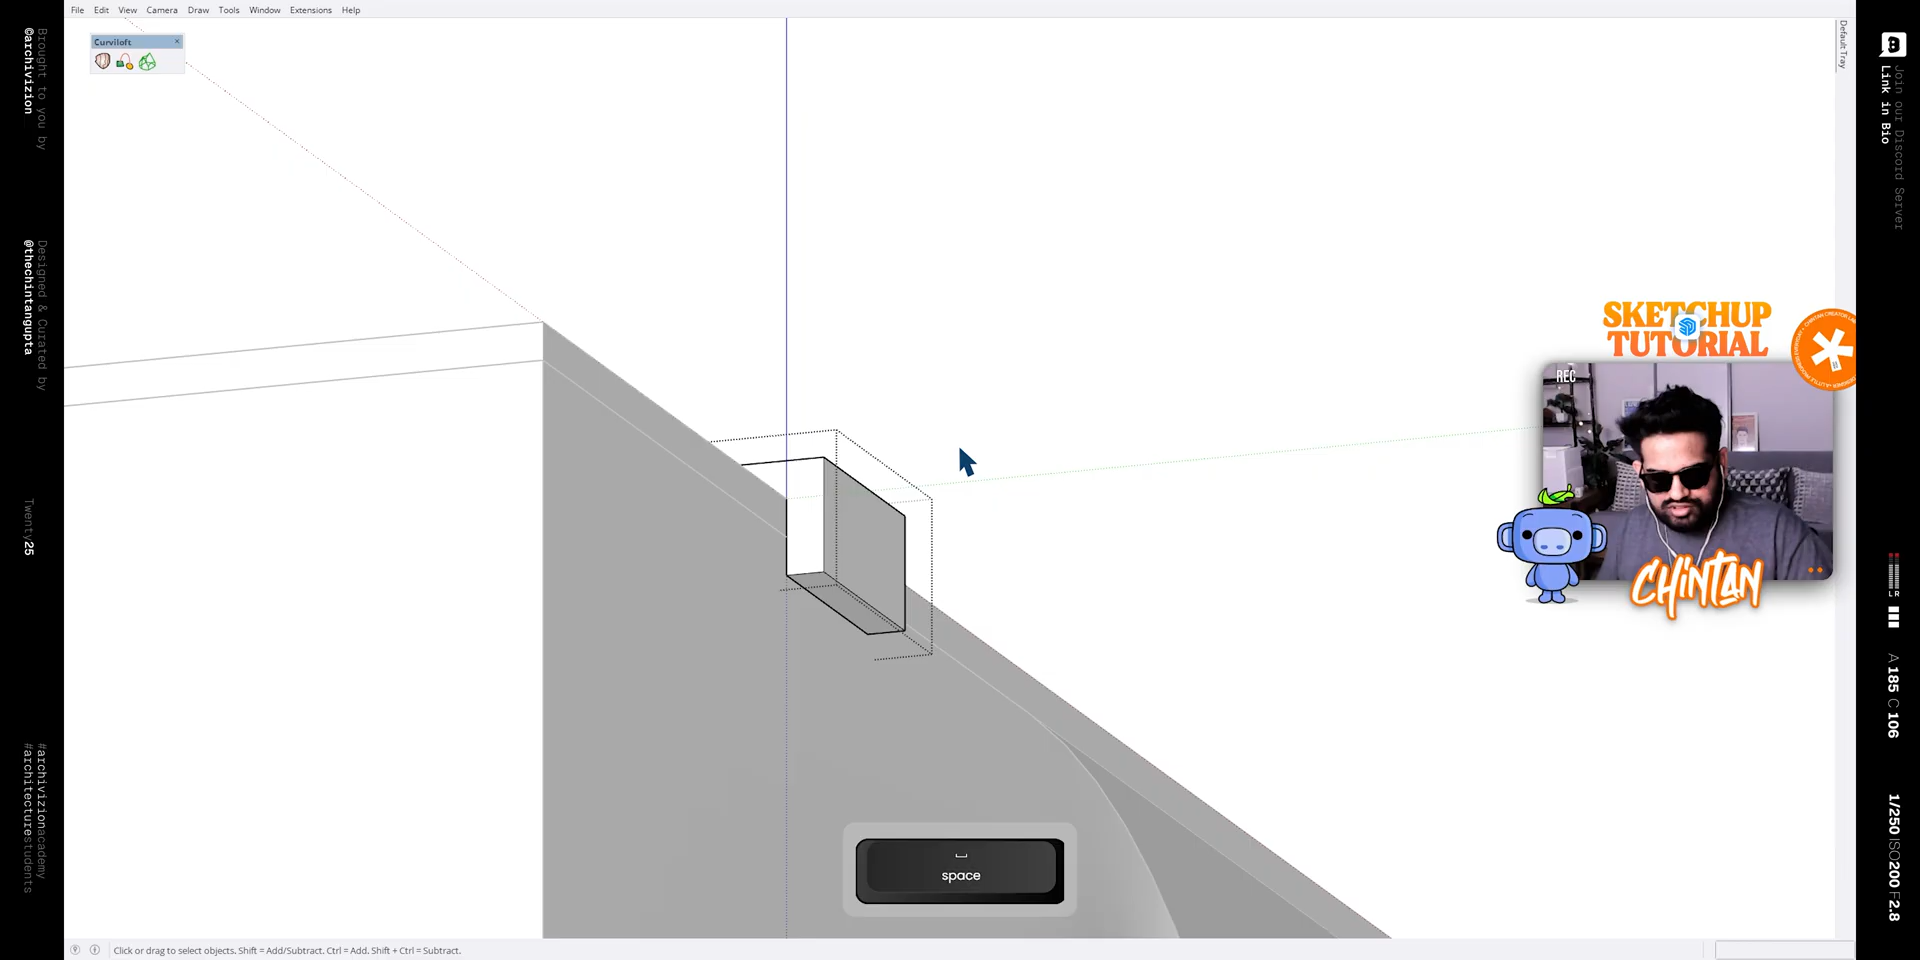 File Edit View Camera Draw Tools Window Extensions Help
Curviloft
Default Tray
Brought to you by
@archivizion
Designed & Curated by
@thechintangupta
Twenty25
#archivizionacademy
#architecturestudents
Join our Discord Server
Link in Bio
SKETCHUP
TUTORIAL
REC
CHINTAN
L R
A 185 C 106
1/250 ISO200 F2.8
space
Click or drag to select objects. Shift = Add/Subtract. Ctrl = Add. Shift + Ctrl = Subtract.